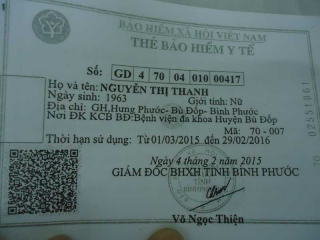 BẢO HIỂM XÃ HỘI VIỆT NAM
THẺ BẢO HIỂM Y TẾ
Số: GD 4 70 04 010 00417
Họ và tên: NGUYỄN THỊ THANH
Ngày sinh: 1963 Giới tính: Nữ
Địa chỉ: GH,Hưng Phước- Bù Đốp- Bình Phước
Nơi ĐK KCB BĐ:Bệnh viện đa khoa Huyện Bù Đốp
Mã: 70 - 007
Thời hạn sử dụng: Từ 01/03/2015 đến 29/02/2016
Ngày 4 tháng 2 năm 2015
GIÁM ĐỐC BHXH TỈNH BÌNH PHƯỚC
Võ Ngọc Thiện